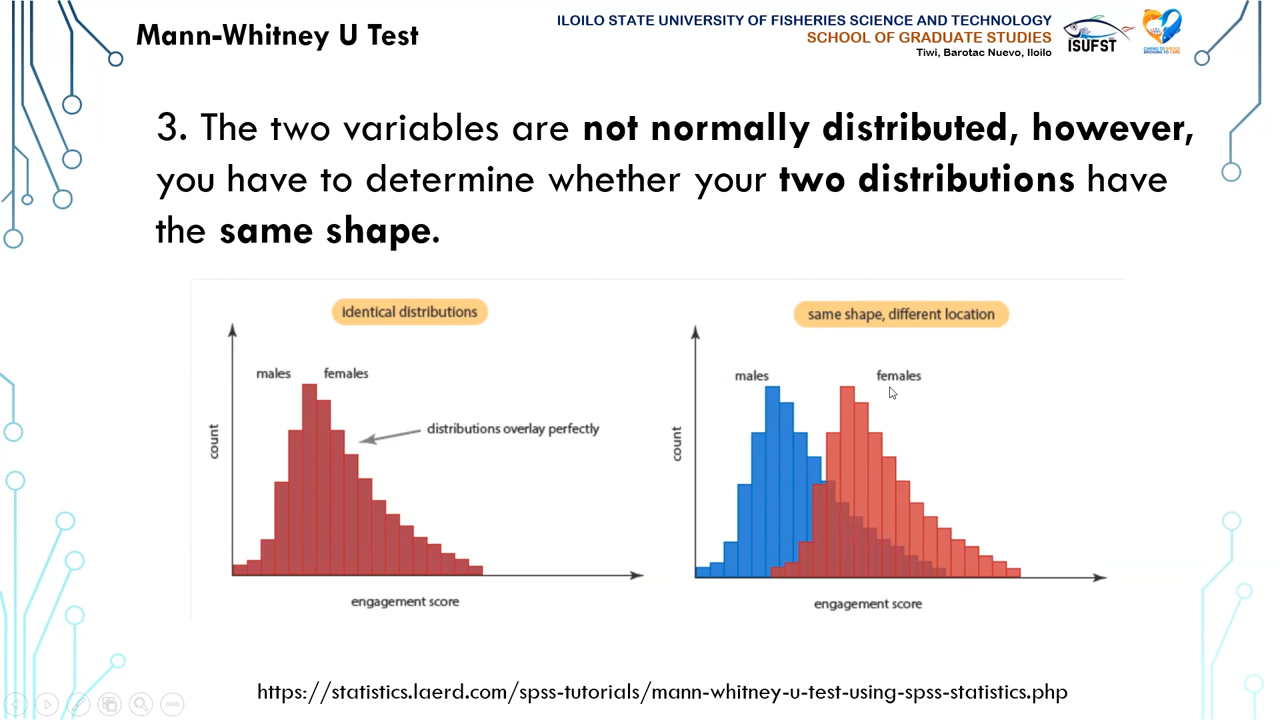 Mann-Whitney U Test
ILOILO STATE UNIVERSITY OF FISHERIES SCIENCE AND TECHNOLOGY
SCHOOL OF GRADUATE STUDIES
Tiwi, Barotac Nuevo, Iloilo
ISUFST
3. The two variables are not normally distributed, however,
you have to determine whether your two distributions have
the same shape.
identical distributions
males females
distributions overlay perfectly
count
engagement score
same shape, different location
males females
count
engagement score
https://statistics.laerd.com/spss-tutorials/mann-whitney-u-test-using-spss-statistics.php